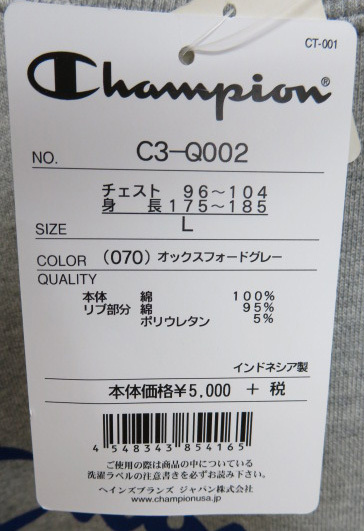 CT-001
Champion®
NO. C3-Q002
チェスト 96～104
身 長 175～185
SIZE L
COLOR (070) オックスフォードグレー
QUALITY
本体 綿 100%
リブ部分 綿 95%
ポリウレタン 5%
インドネシア製
本体価格¥5,000 + 税
4 548343 854165
ご使用の際は商品の中についている
洗濯ラベルの注意書きを必ずお読み下さい。
ヘインズブランズ ジャパン株式会社
www.championusa.jp